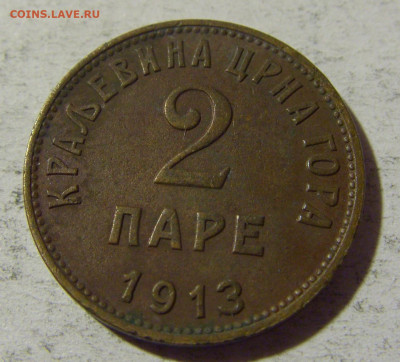 COINS.LAVE.RU
КРАЉЕВИНА ЦРНА ГОРА
2
ПАРЕ
1913